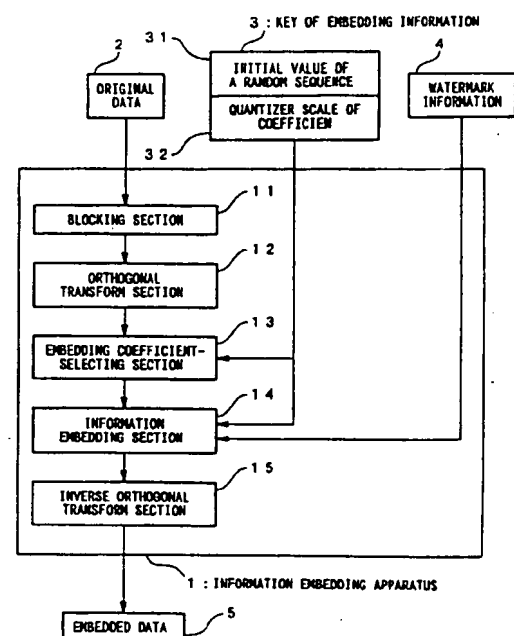 3 : KEY OF EMBEDDING INFORMATION
3 1
2
4
ORIGINAL
DATA
INITIAL VALUE OF
A RANDOM SEQUENCE
QUANTIZER SCALE OF
COEFFICIEN
3 2
WATERMARK
INFORMATION
1 1
BLOCKING SECTION
1 2
ORTHOGONAL
TRANSFORM SECTION
1 3
EMBEDDING COEFFICIENT-
SELECTING SECTION
1 4
INFORMATION
EMBEDDING SECTION
1 5
INVERSE ORTHOGONAL
TRANSFORM SECTION
1 : INFORMATION EMBEDDING APPARATUS
EMBEDDED DATA
5